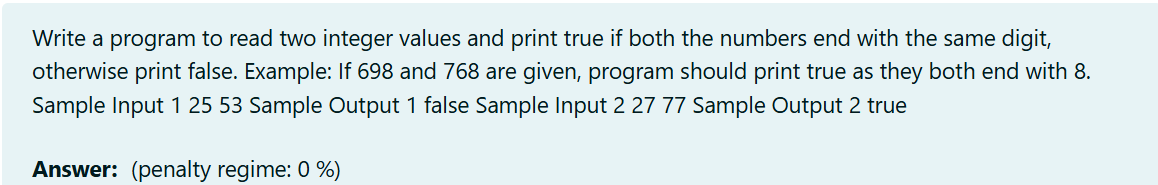 Write a program to read two integer values and print true if both the numbers end with the same digit,
otherwise print false. Example: If 698 and 768 are given, program should print true as they both end with 8.
Sample Input 1 25 53 Sample Output 1 false Sample Input 2 27 77 Sample Output 2 true
Answer: (penalty regime: 0 %)